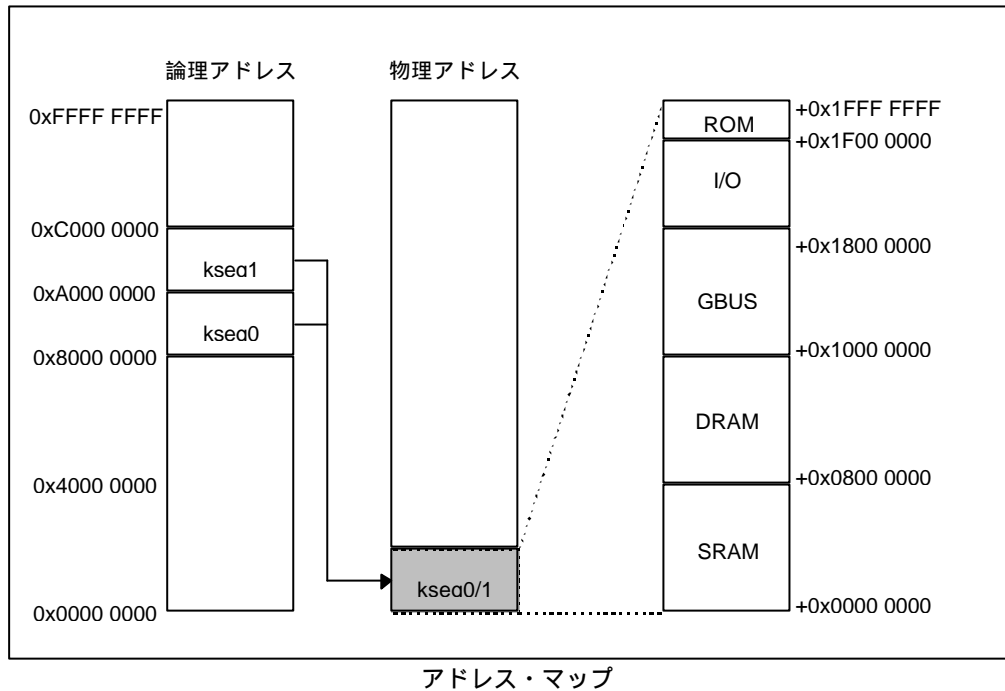 論理アドレス
物理アドレス
0xFFFF FFFF
+0x1FFF FFFF
ROM
+0x1F00 0000
I/O
0xC000 0000
+0x1800 0000
kseg1
0xA000 0000
GBUS
kseg0
0x8000 0000
+0x1000 0000
DRAM
0x4000 0000
+0x0800 0000
SRAM
kseg0/1
0x0000 0000
+0x0000 0000
アドレス・マップ